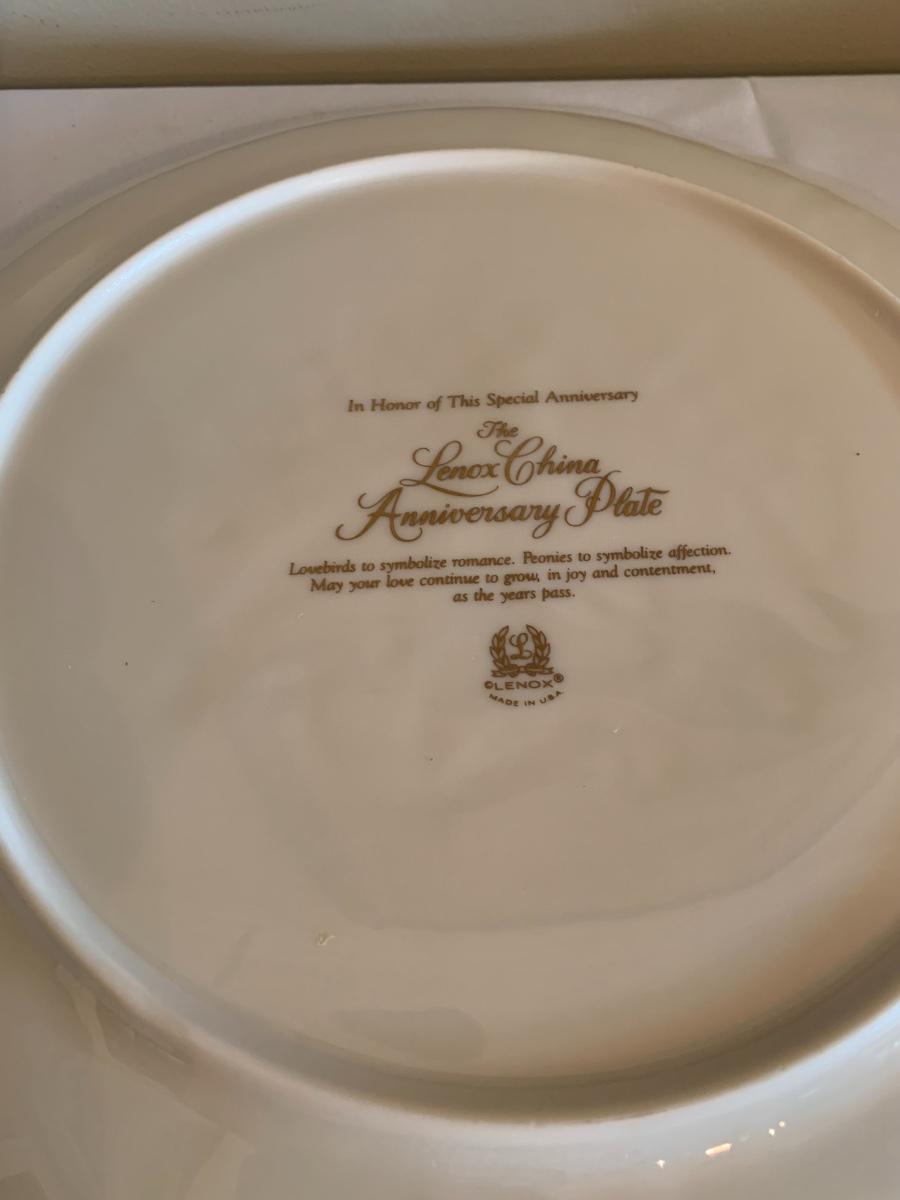 In Honor of This Special Anniversary
The
Lenox China
Anniversary Plate
Lovebirds to symbolize romance. Peonies to symbolize affection.
May your love continue to grow, in joy and contentment,
as the years pass.
L
©LENOX®
MADE IN U.S.A.